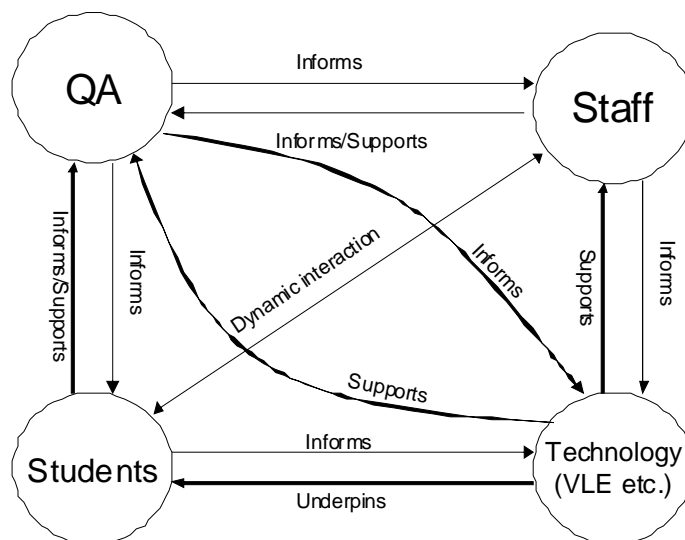 QA
Informs
Staff
Informs/Supports
Informs/Supports
Informs
Dynamic interaction
Informs
Supports
Informs
Supports
Students
Informs
Underpins
Technology
(VLE etc.)